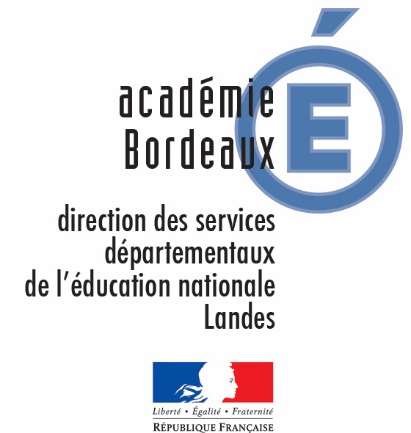 académie
Bordeaux
É
direction des services
départementaux
de l'éducation nationale
Landes
Liberté • Égalité • Fraternité
RÉPUBLIQUE FRANÇAISE